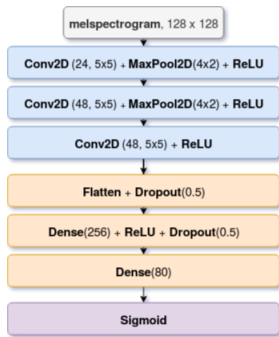 melspectrogram, 128 x 128
Conv2D (24, 5x5) + MaxPool2D(4x2) + ReLU
Conv2D (48, 5x5) + MaxPool2D(4x2) + ReLU
Conv2D (48, 5x5) + ReLU
Flatten + Dropout(0.5)
Dense(256) + ReLU + Dropout(0.5)
Dense(80)
Sigmoid